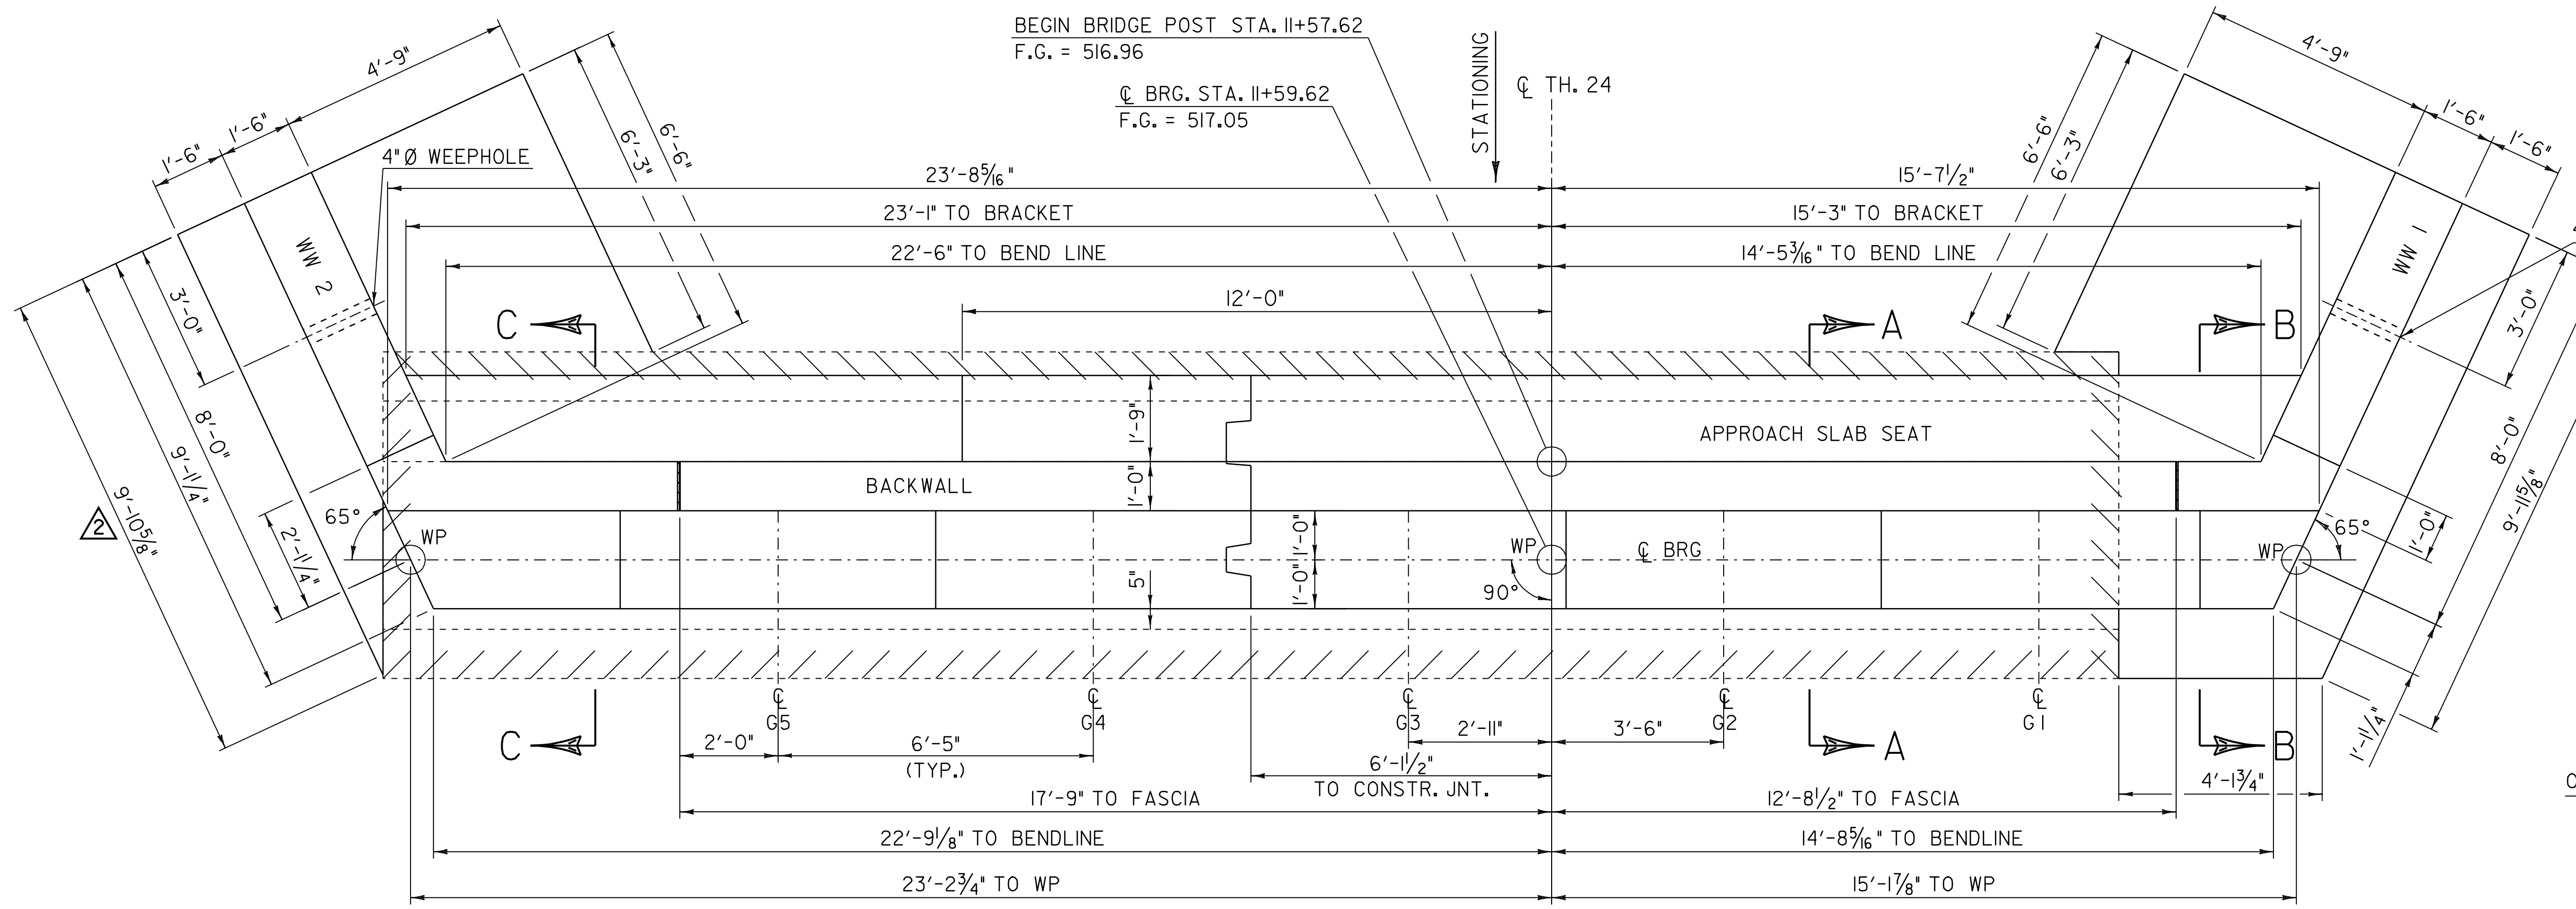 BEGIN BRIDGE POST STA. 11+57.62
F.G. = 516.96
℄ BRG. STA. 11+59.62
F.G. = 517.05
STATIONING
℄ TH. 24
4'-9"
1'-6"
1'-6"
6'-3"
6'-6"
4"Ø WEEPHOLE
WW 2
4'-9"
1'-6"
1'-6"
6'-6"
6'-3"
WW 1
23'-8 5/16"
15'-7 1/2"
23'-1" TO BRACKET
15'-3" TO BRACKET
22'-6" TO BEND LINE
14'-5 3/16" TO BEND LINE
12'-0"
C
A
B
3'-0"
8'-0"
9'-11 1/4"
9'-10 5/8"
2
2'-11 1/4"
65°
WP
1'-9"
APPROACH SLAB SEAT
BACKWALL
1'-0"
1'-0"
1'-0"
5"
WP
90°
℄ BRG
WP
65°
3'-0"
8'-0"
9'-11 5/8"
1'-0"
1'-1 1/4"
℄
G5
℄
G4
℄
G3
℄
G2
℄
G1
C
A
B
2'-0"
6'-5"
(TYP.)
2'-11"
3'-6"
6'-1 1/2"
TO CONSTR. JNT.
4'-1 3/4"
17'-9" TO FASCIA
12'-8 1/2" TO FASCIA
22'-9 1/8" TO BENDLINE
14'-8 5/16" TO BENDLINE
23'-2 3/4" TO WP
15'-1 7/8" TO WP